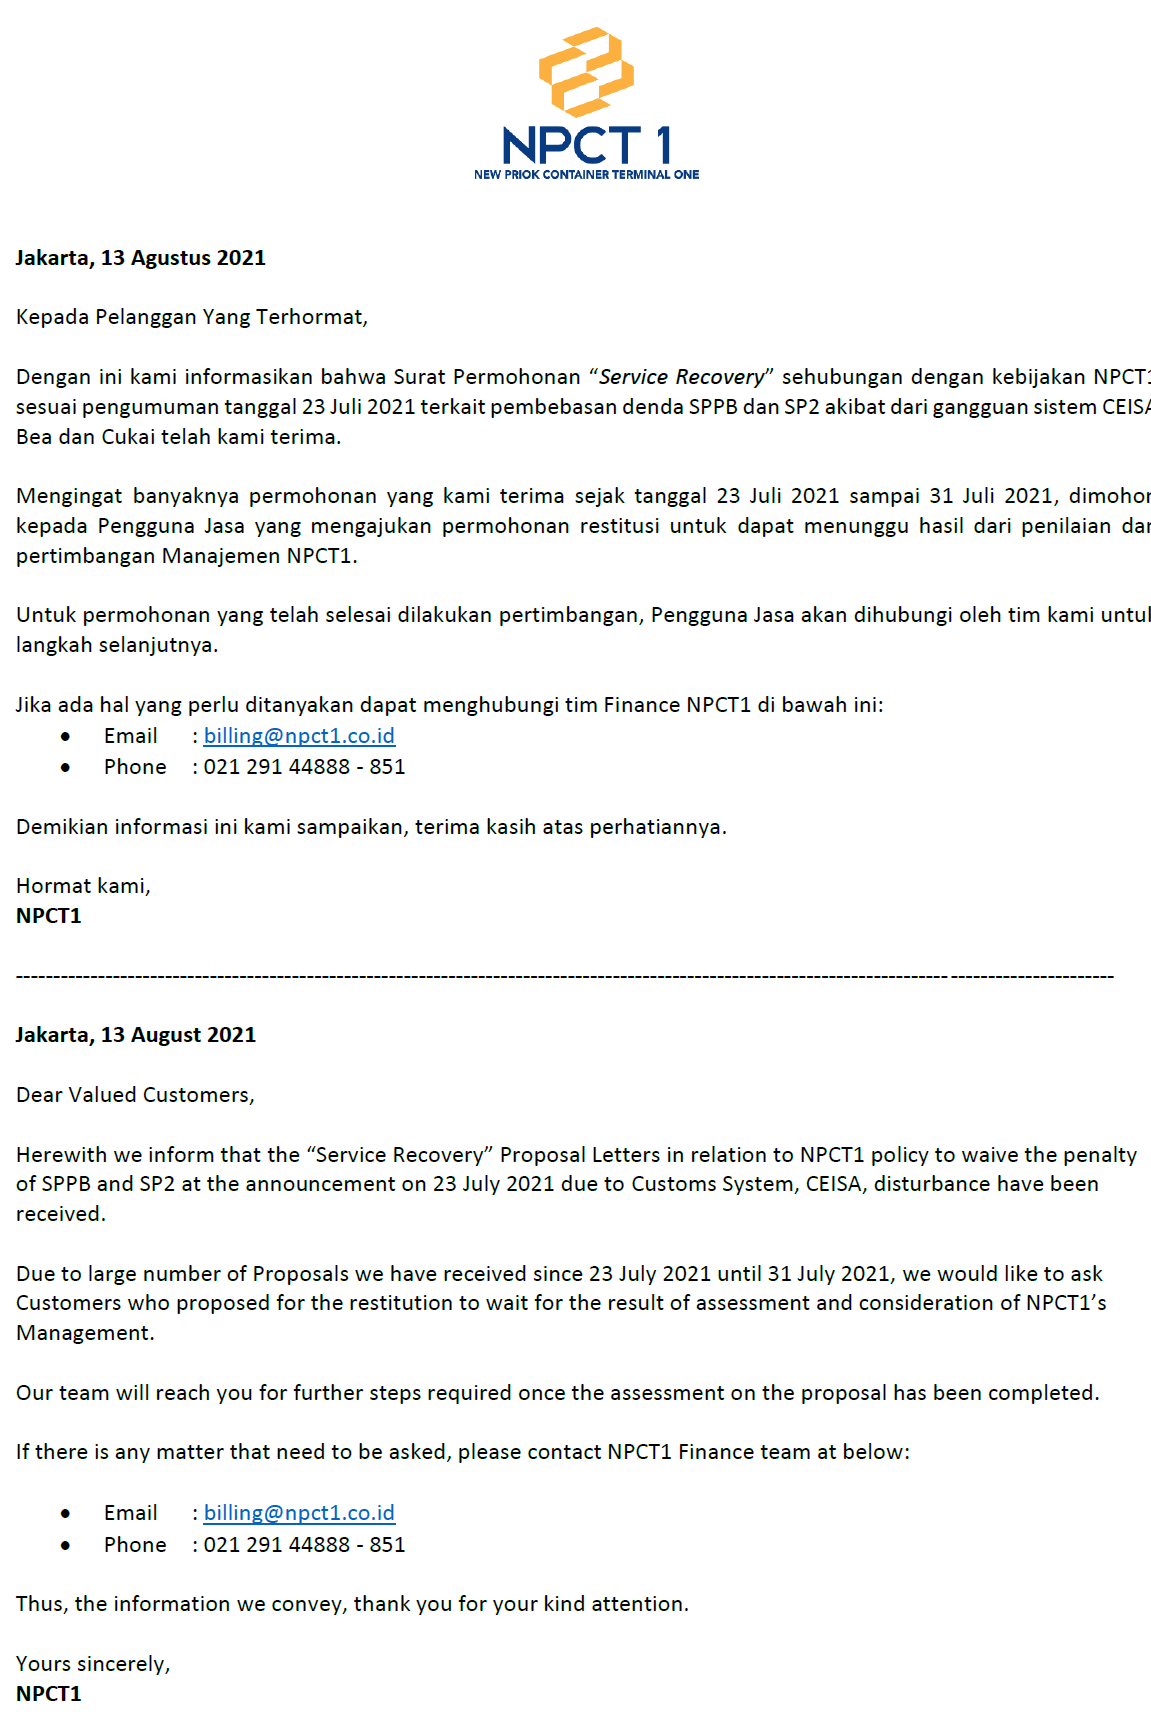 NPCT 1
NEW PRIOK CONTAINER TERMINAL ONE
Jakarta, 13 Agustus 2021
Kepada Pelanggan Yang Terhormat,
Dengan ini kami informasikan bahwa Surat Permohonan “Service Recovery” sehubungan dengan kebijakan NPCT1
sesuai pengumuman tanggal 23 Juli 2021 terkait pembebasan denda SPPB dan SP2 akibat dari gangguan sistem CEISA
Bea dan Cukai telah kami terima.
Mengingat banyaknya permohonan yang kami terima sejak tanggal 23 Juli 2021 sampai 31 Juli 2021, dimohon
kepada Pengguna Jasa yang mengajukan permohonan restitusi untuk dapat menunggu hasil dari penilaian dan
pertimbangan Manajemen NPCT1.
Untuk permohonan yang telah selesai dilakukan pertimbangan, Pengguna Jasa akan dihubungi oleh tim kami untuk
langkah selanjutnya.
Jika ada hal yang perlu ditanyakan dapat menghubungi tim Finance NPCT1 di bawah ini:
• Email : billing@npct1.co.id
• Phone : 021 291 44888 - 851
Demikian informasi ini kami sampaikan, terima kasih atas perhatiannya.
Hormat kami,
NPCT1
Jakarta, 13 August 2021
Dear Valued Customers,
Herewith we inform that the “Service Recovery” Proposal Letters in relation to NPCT1 policy to waive the penalty
of SPPB and SP2 at the announcement on 23 July 2021 due to Customs System, CEISA, disturbance have been
received.
Due to large number of Proposals we have received since 23 July 2021 until 31 July 2021, we would like to ask
Customers who proposed for the restitution to wait for the result of assessment and consideration of NPCT1’s
Management.
Our team will reach you for further steps required once the assessment on the proposal has been completed.
If there is any matter that need to be asked, please contact NPCT1 Finance team at below:
• Email : billing@npct1.co.id
• Phone : 021 291 44888 - 851
Thus, the information we convey, thank you for your kind attention.
Yours sincerely,
NPCT1